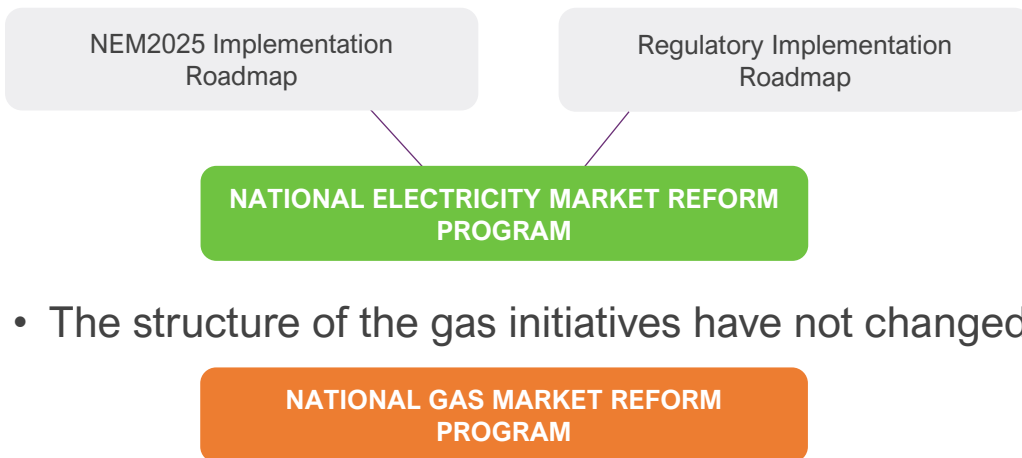 NEM2025 Implementation
Roadmap
Regulatory Implementation
Roadmap
NATIONAL ELECTRICITY MARKET REFORM
PROGRAM
• The structure of the gas initiatives have not changed
NATIONAL GAS MARKET REFORM
PROGRAM